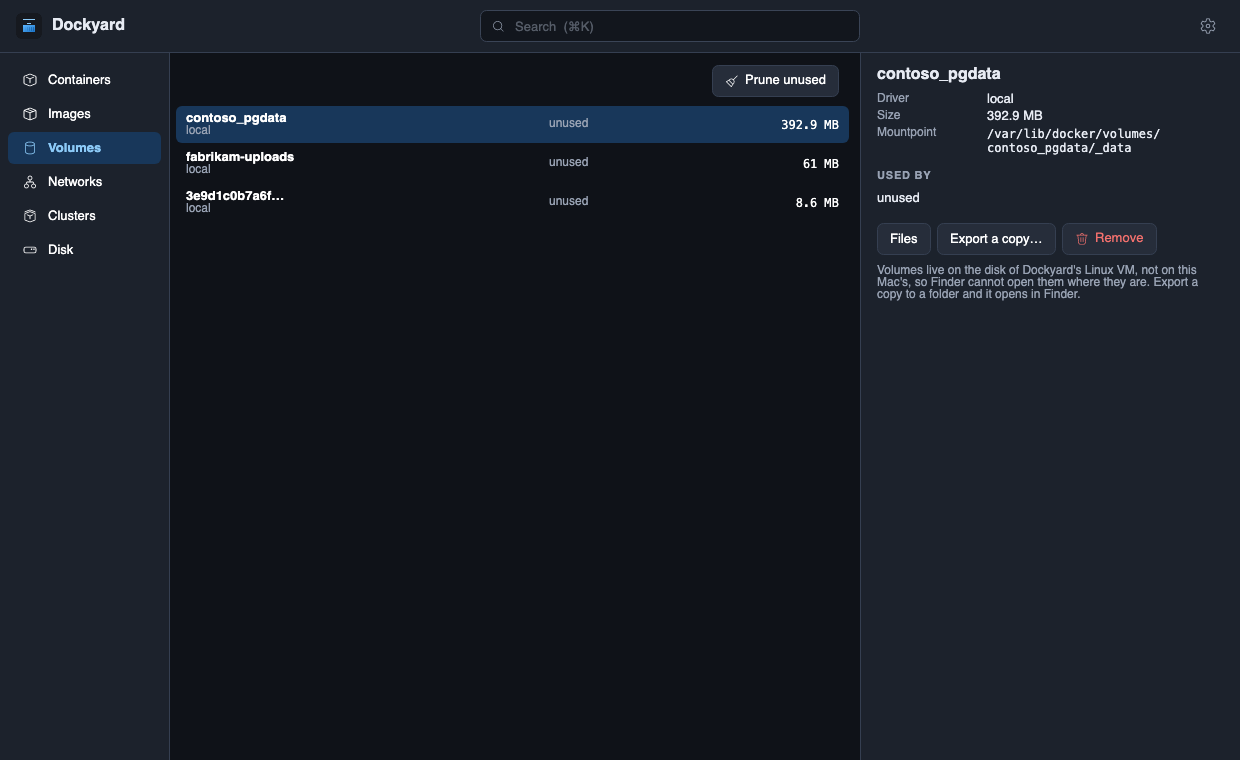 Dockyard
Search (⌘K)
Containers
Images
Volumes
Networks
Clusters
Disk
Prune unused
contoso_pgdata
local
unused
392.9 MB
fabrikam-uploads
local
unused
61 MB
3e9d1c0b7a6f…
local
unused
8.6 MB
contoso_pgdata
Driver local
Size 392.9 MB
Mountpoint /var/lib/docker/volumes/
contoso_pgdata/_data
USED BY
unused
Files
Export a copy…
Remove
Volumes live on the disk of Dockyard's Linux VM, not on this
Mac's, so Finder cannot open them where they are. Export a
copy to a folder and it opens in Finder.